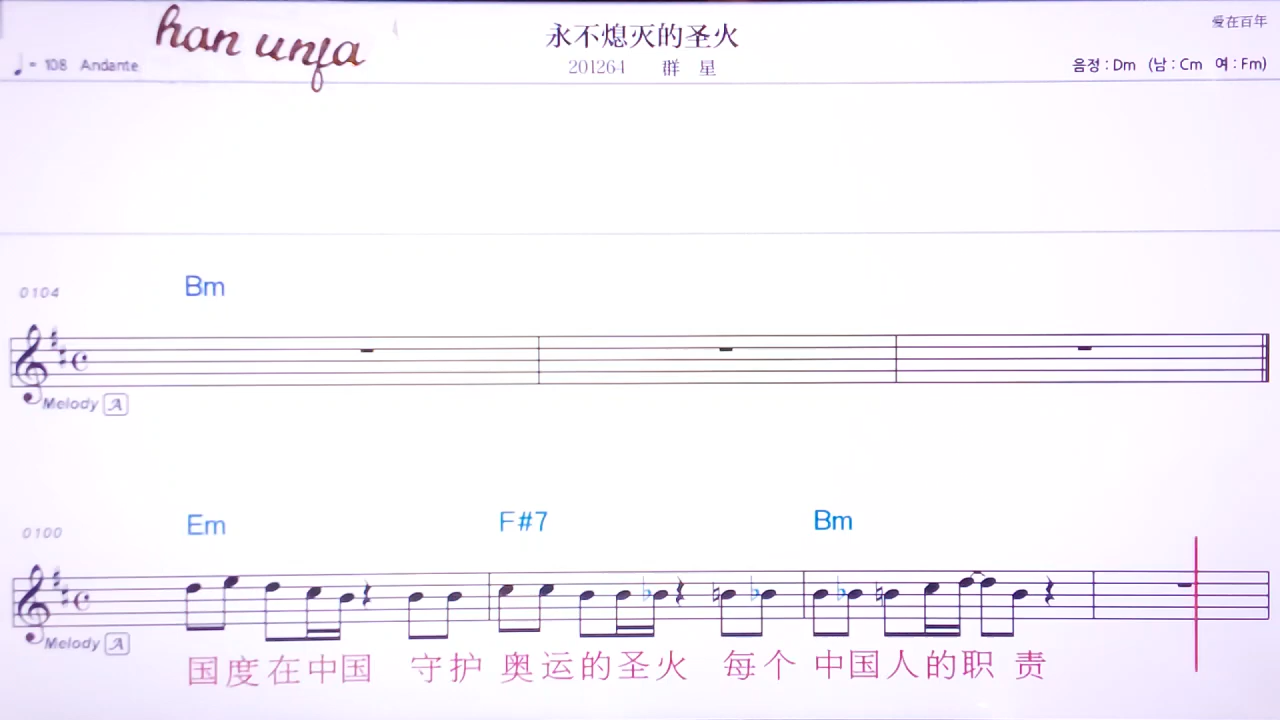 han unfa
永不熄灭的圣火
爱在百年
♩= 108 Andante
201264 群 星
음정 : Dm (남 : Cm 여 : Fm)
0104
Bm
Melody A
0100
Em F#7 Bm
Melody A
国度在中国 守护 奥运的圣火 每个 中国人的职 责